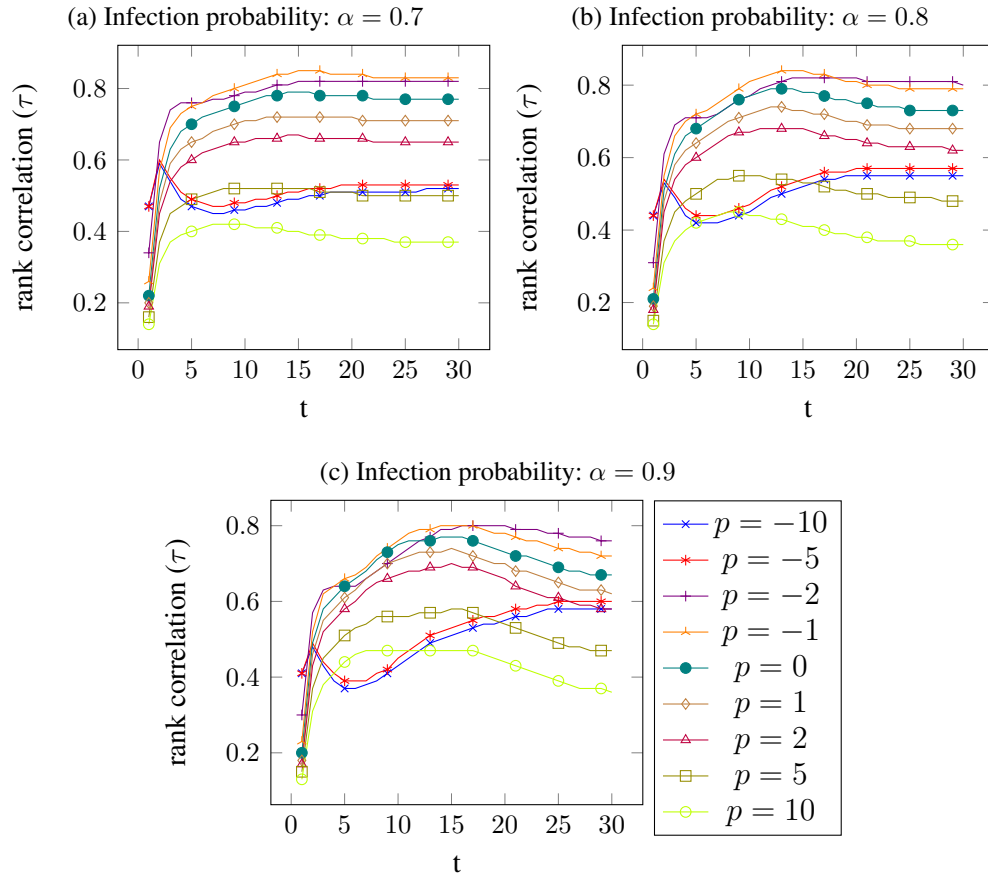 (a) Infection probability: α = 0.7
rank correlation (τ)
0.8
0.6
0.4
0.2
0 5 10 15 20 25 30
t
(b) Infection probability: α = 0.8
rank correlation (τ)
0.8
0.6
0.4
0.2
0 5 10 15 20 25 30
t
(c) Infection probability: α = 0.9
rank correlation (τ)
0.8
0.6
0.4
0.2
0 5 10 15 20 25 30
t
p = −10
p = −5
p = −2
p = −1
p = 0
p = 1
p = 2
p = 5
p = 10